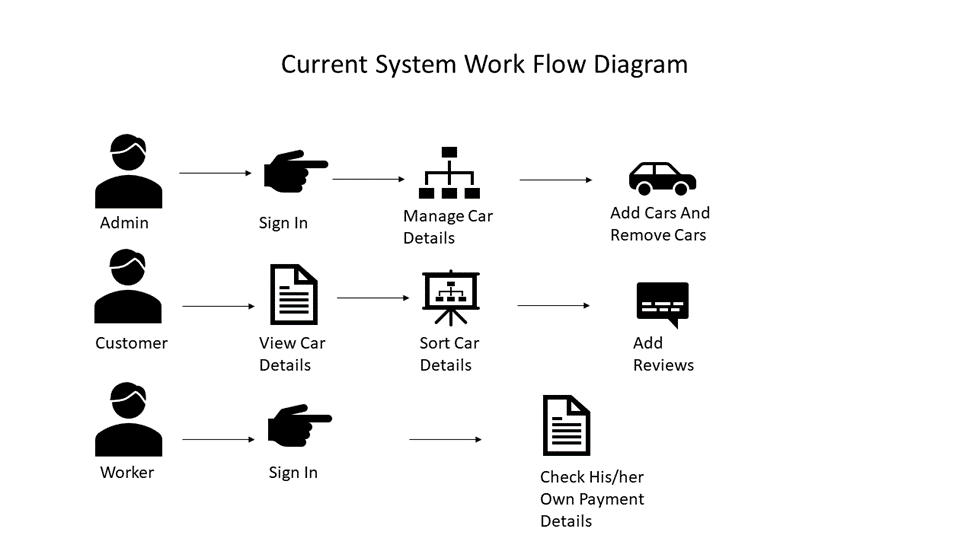 Current System Work Flow Diagram
Admin
Sign In
Manage Car
Details
Add Cars And
Remove Cars
Customer
View Car
Details
Sort Car
Details
Add
Reviews
Worker
Sign In
Check His/her
Own Payment
Details